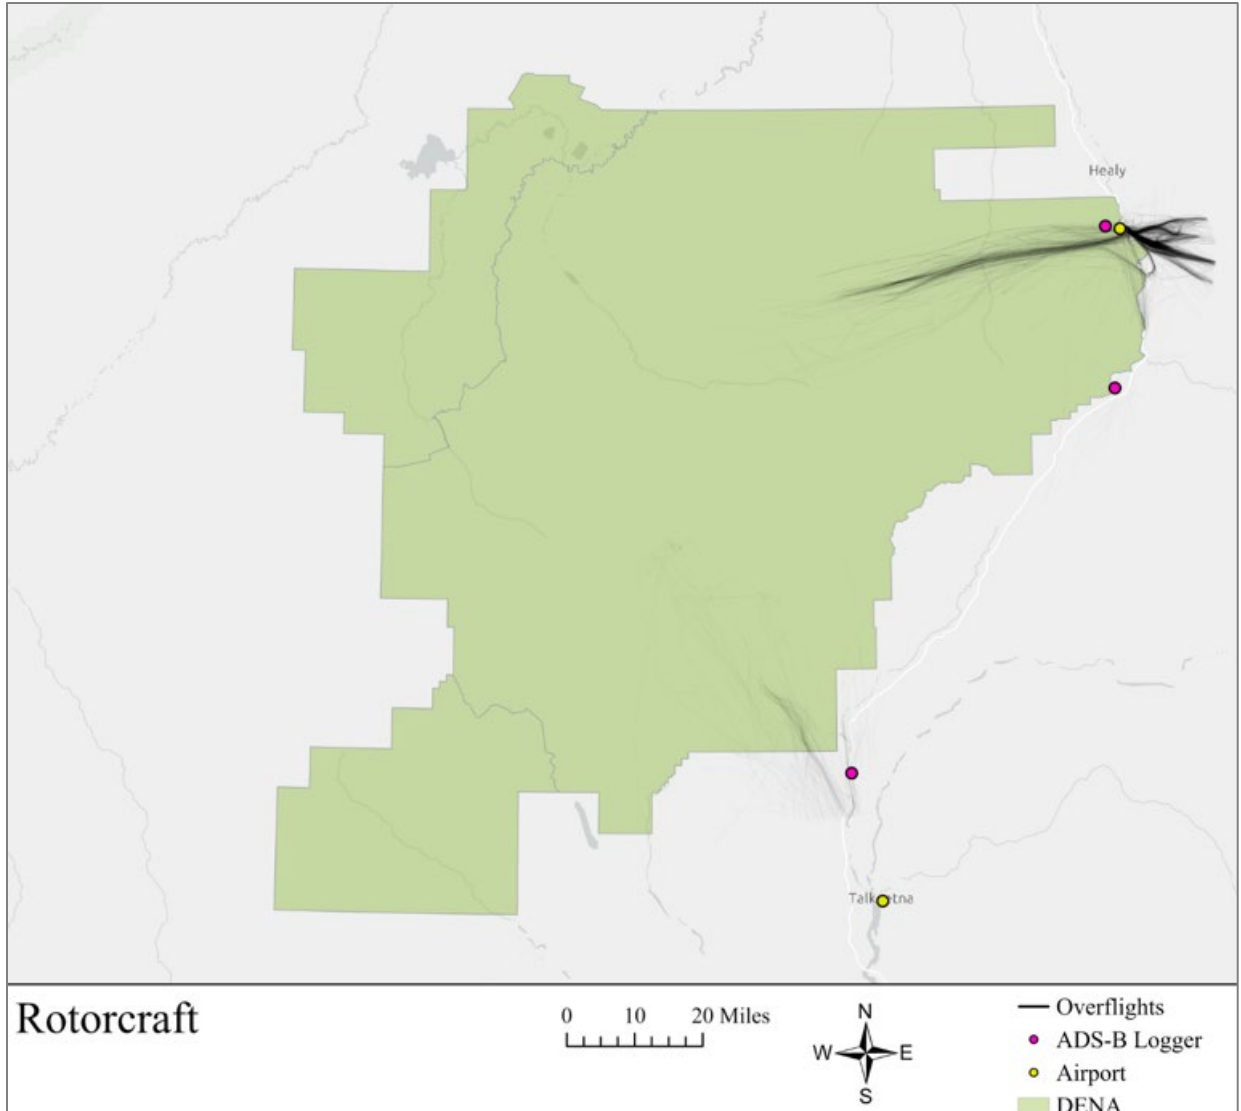 Healy
Talkeetna
Rotorcraft
0 10 20 Miles
N
W E
S
Overflights
ADS-B Logger
Airport
DENA